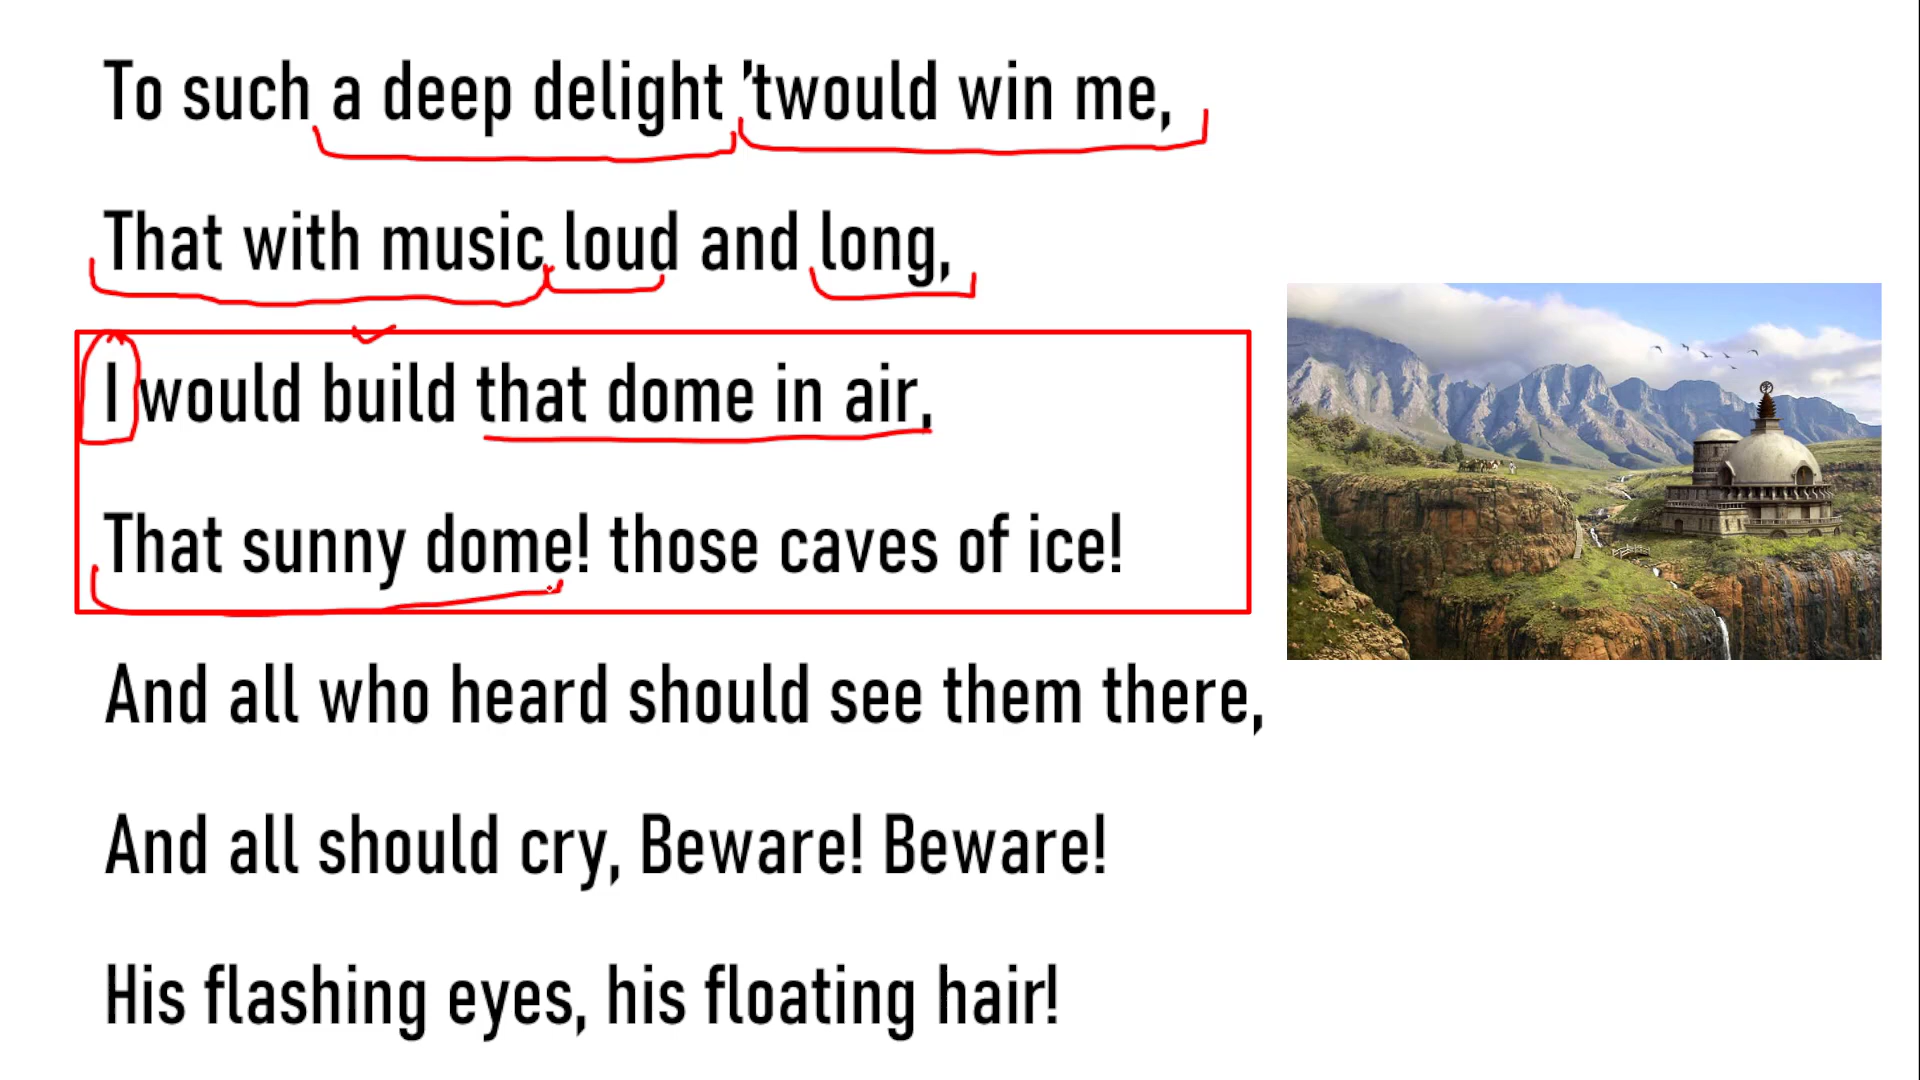 To such a deep delight 'twould win me,
That with music loud and long,
I would build that dome in air,
That sunny dome! those caves of ice!
And all who heard should see them there,
And all should cry, Beware! Beware!
His flashing eyes, his floating hair!